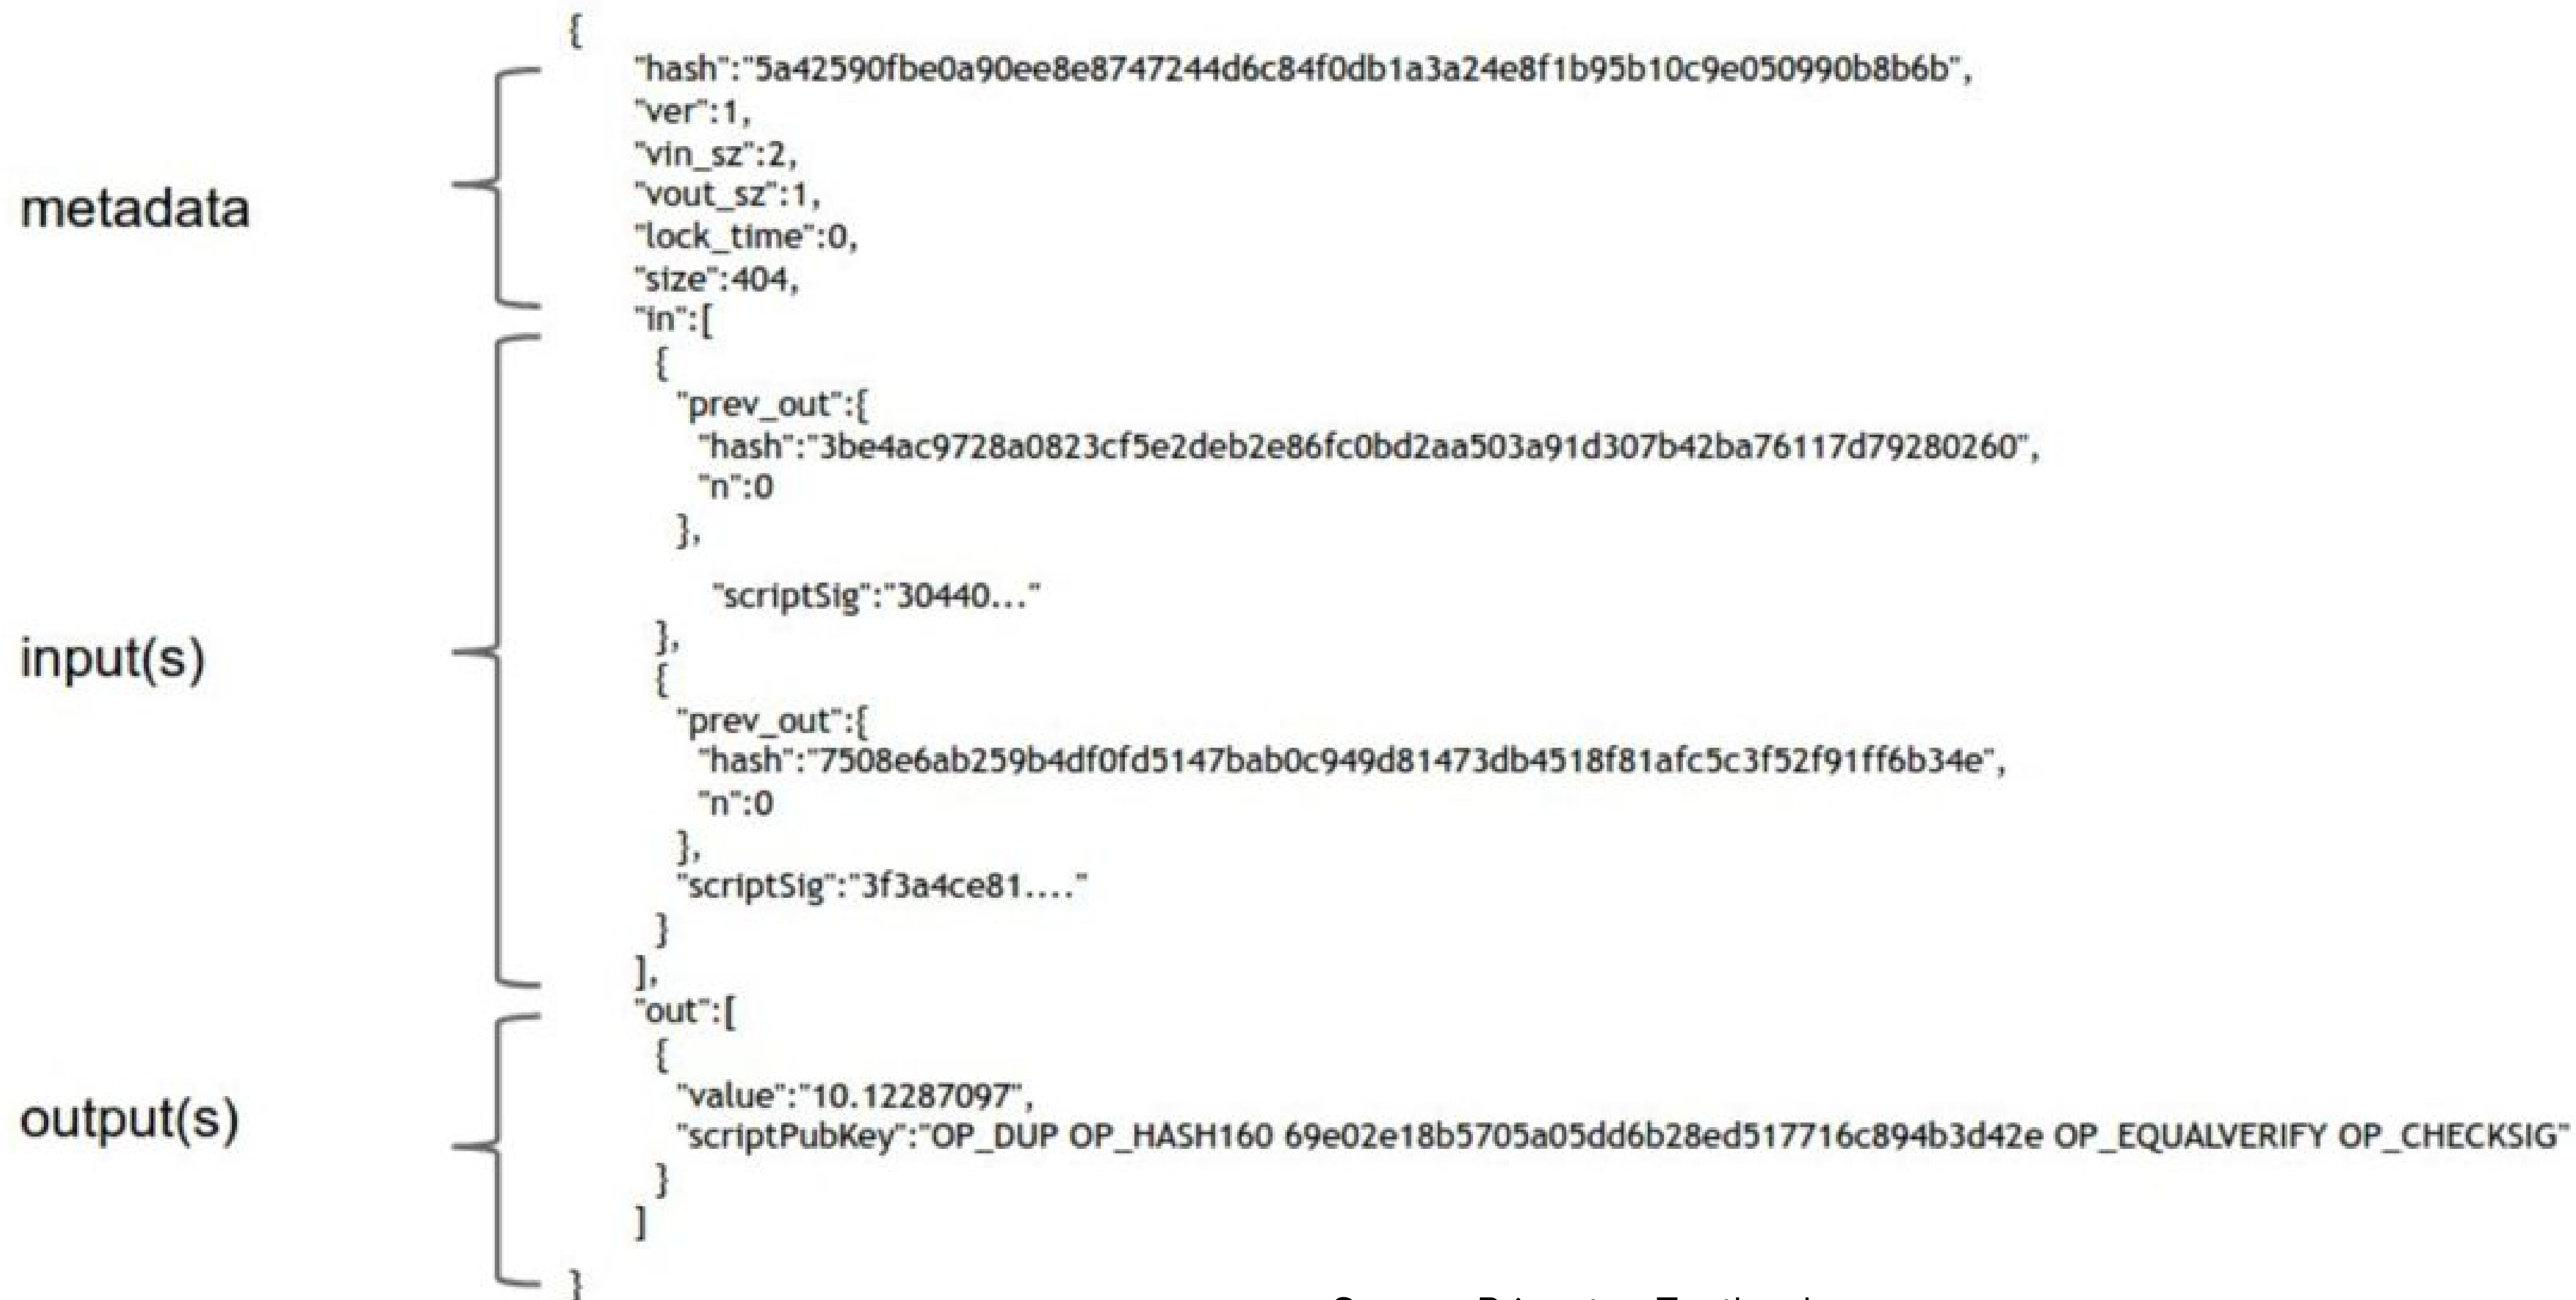 {
"hash":"5a42590fbe0a90ee8e8747244d6c84f0db1a3a24e8f1b95b10c9e050990b8b6b",
"ver":1,
"vin_sz":2,
"vout_sz":1,
metadata
"lock_time":0,
"size":404,
"in":[
{
"prev_out":{
"hash":"3be4ac9728a0823cf5e2deb2e86fc0bd2aa503a91d307b42ba76117d79280260",
"n":0
},
"scriptSig":"30440..."
},
input(s)
{
"prev_out":{
"hash":"7508e6ab259b4df0fd5147bab0c949d81473db4518f81afc5c3f52f91ff6b34e",
"n":0
},
"scriptSig":"3f3a4ce81...."
}
],
"out":[
{
"value":"10.12287097",
output(s)
"scriptPubKey":"OP_DUP OP_HASH160 69e02e18b5705a05dd6b28ed517716c894b3d42e OP_EQUALVERIFY OP_CHECKSIG"
}
]
}